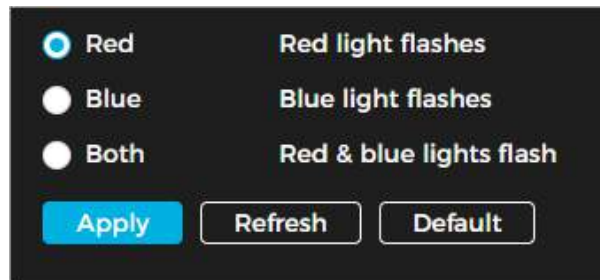 Red Red light flashes
Blue Blue light flashes
Both Red & blue lights flash
Apply Refresh Default